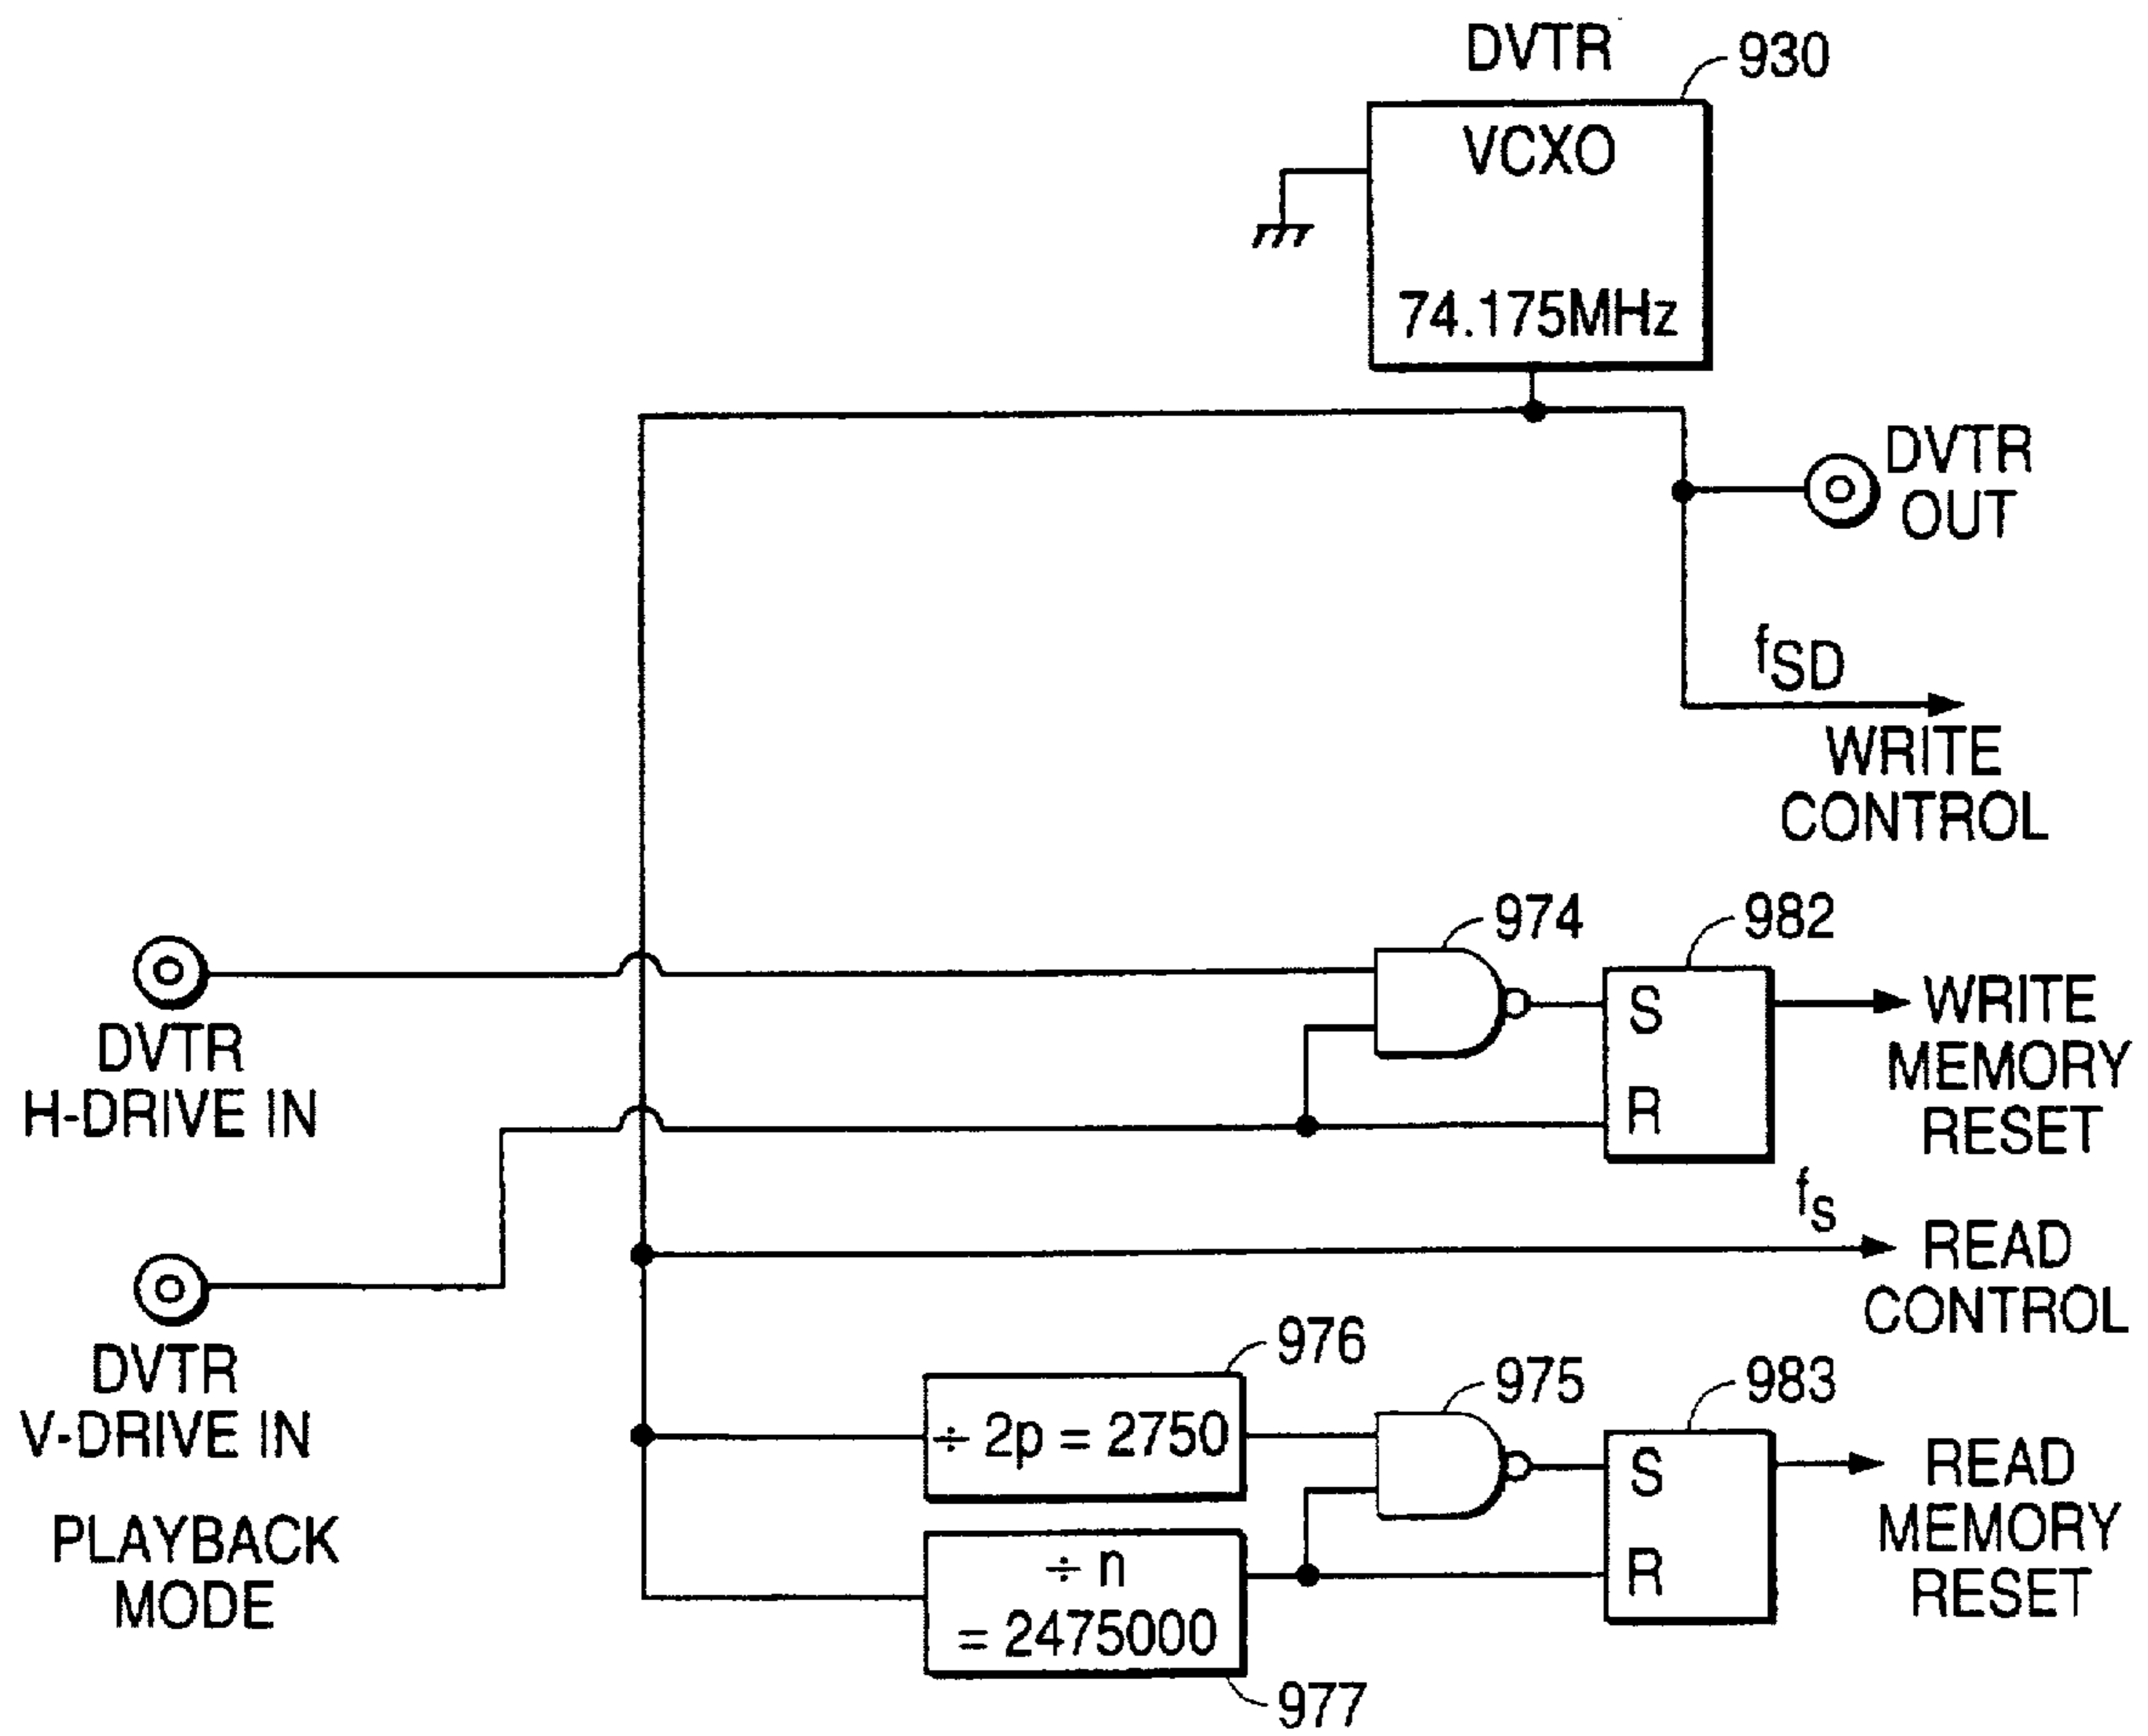 DVTR
930
VCXO
74.175MHz
DVTR
OUT
fSD
WRITE
CONTROL
974
982
DVTR
H-DRIVE IN
S
R
WRITE
MEMORY
RESET
fS
READ
CONTROL
DVTR
V-DRIVE IN
976
÷ 2p = 2750
975
983
S
R
READ
MEMORY
RESET
÷ n
= 2475000
977
PLAYBACK
MODE